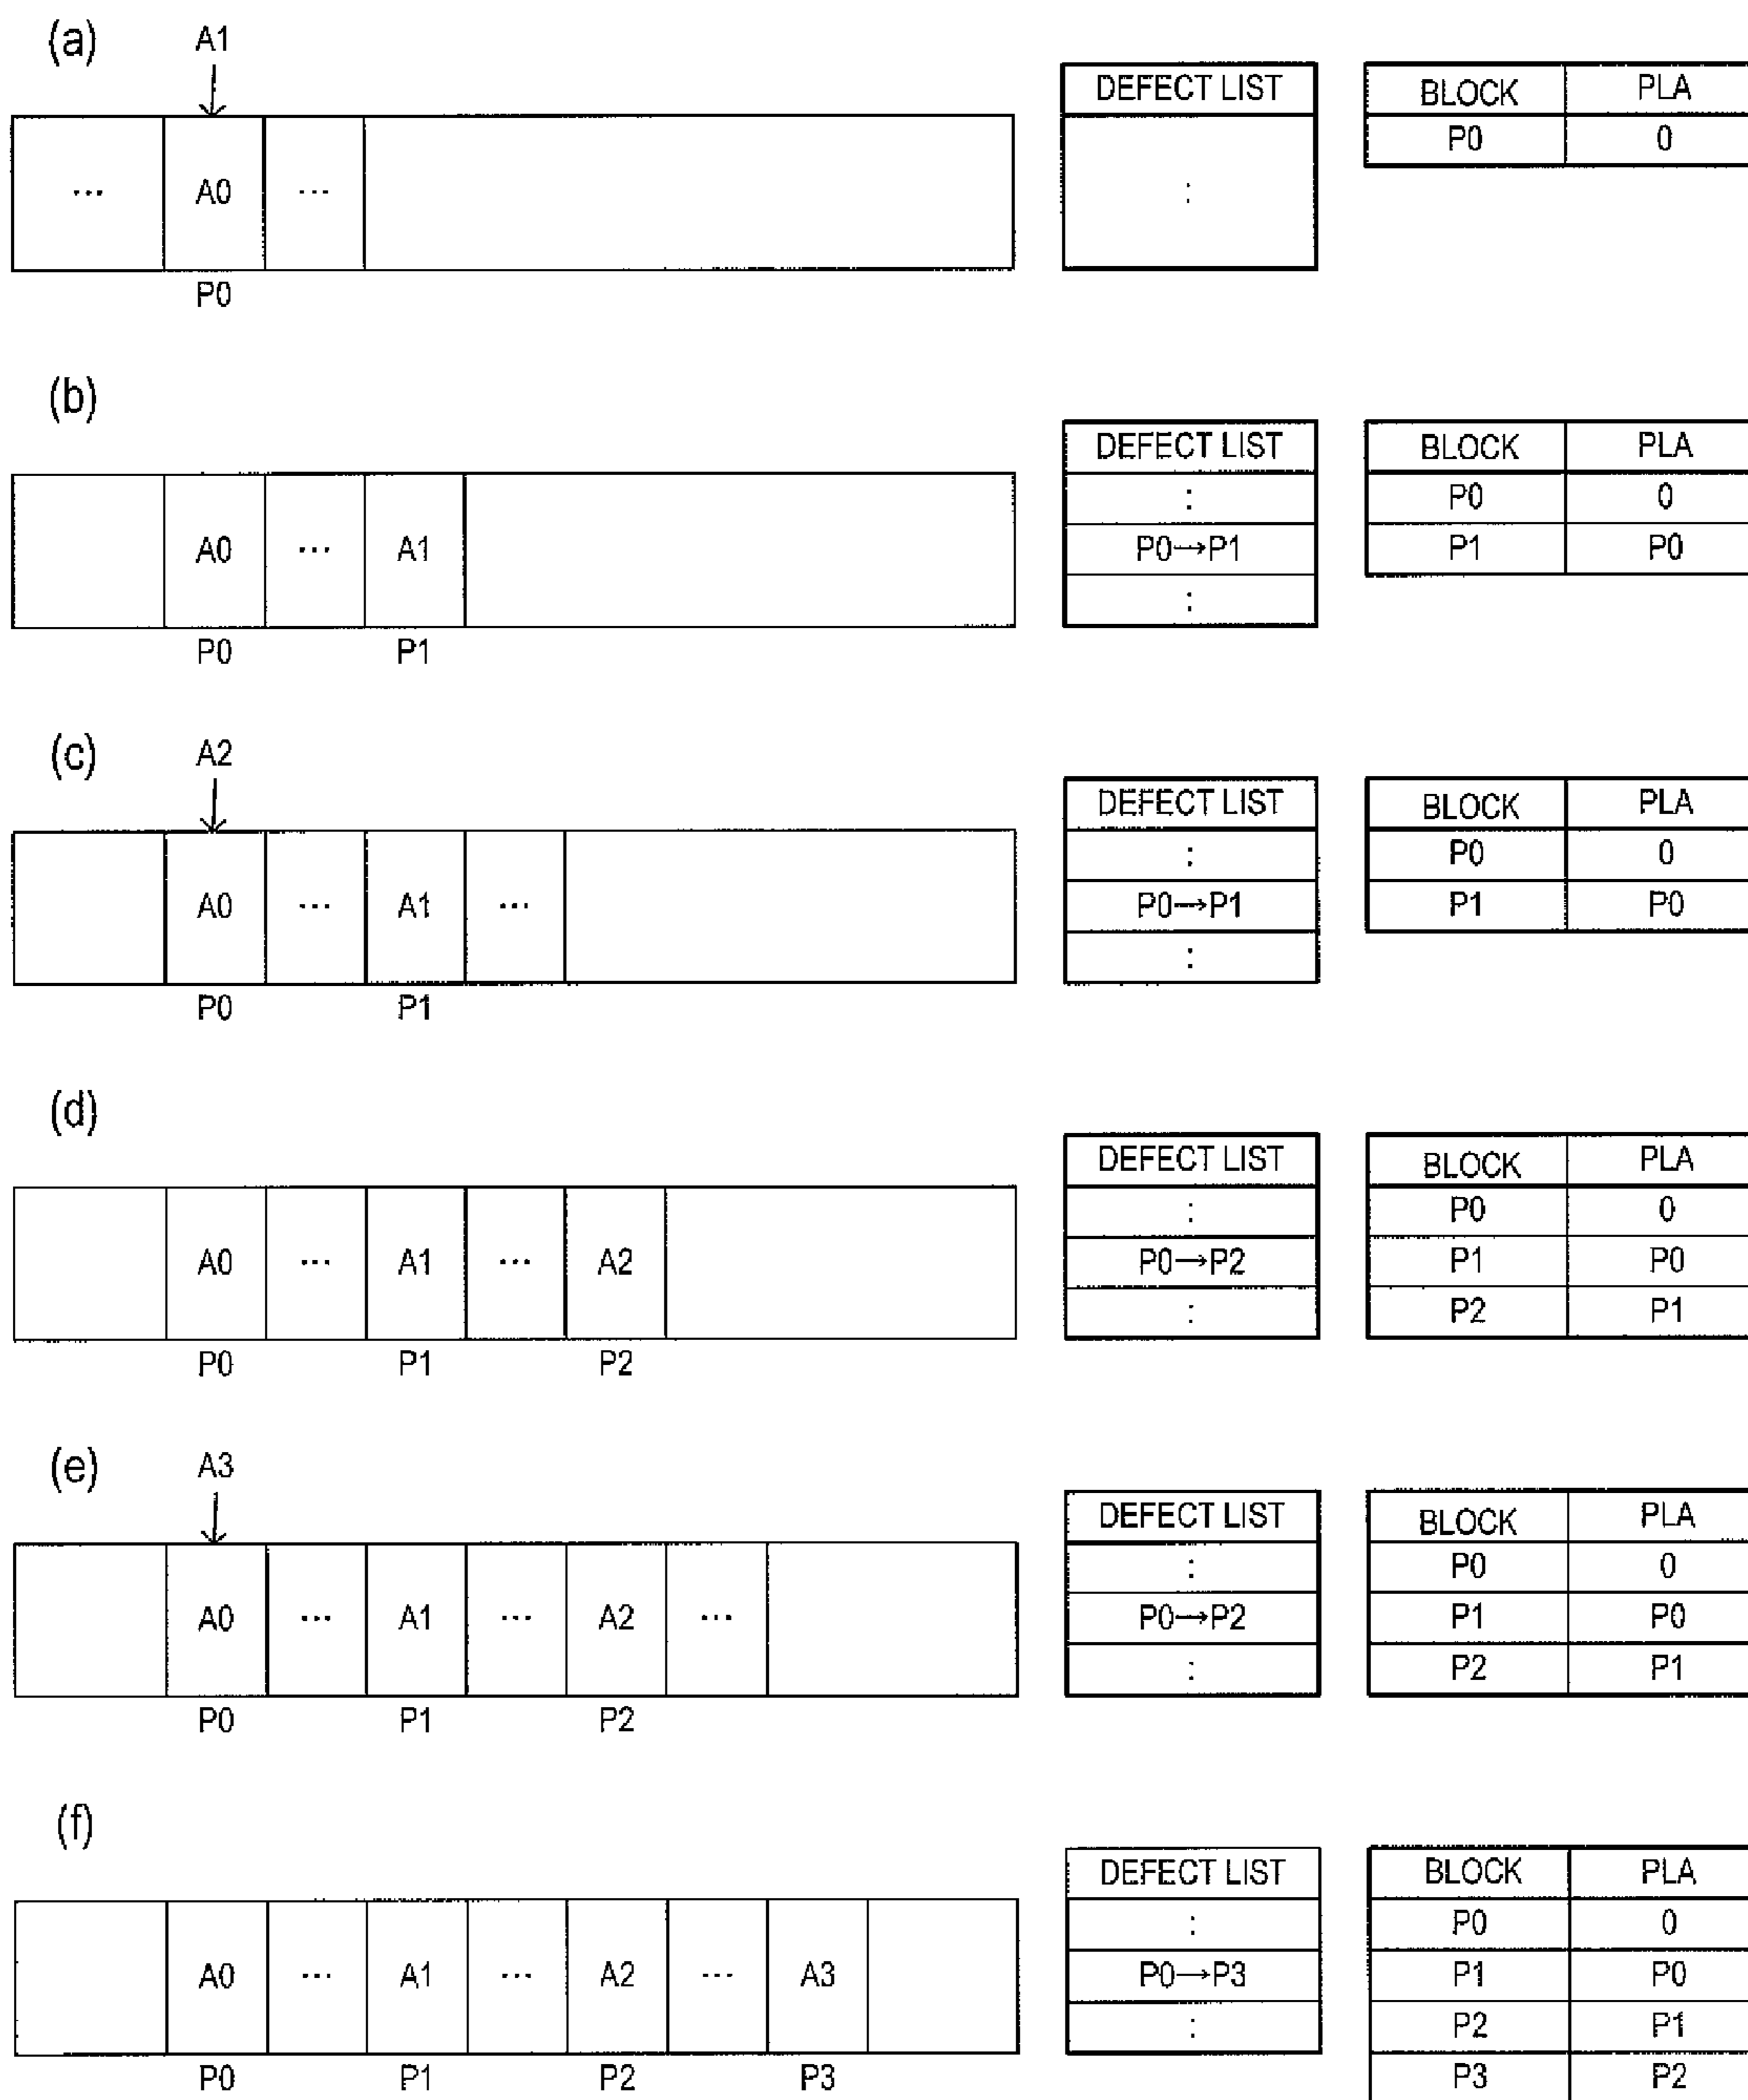 (a)
A1
... A0 ...
P0
DEFECT LIST
:
BLOCK PLA
P0 0
(b)
A0 ... A1
P0 P1
DEFECT LIST
:
P0→P1
:
BLOCK PLA
P0 0
P1 P0
(c)
A2
A0 ... A1 ...
P0 P1
DEFECT LIST
:
P0→P1
:
BLOCK PLA
P0 0
P1 P0
(d)
A0 ... A1 ... A2
P0 P1 P2
DEFECT LIST
:
P0→P2
:
BLOCK PLA
P0 0
P1 P0
P2 P1
(e)
A3
A0 ... A1 ... A2 ...
P0 P1 P2
DEFECT LIST
:
P0→P2
:
BLOCK PLA
P0 0
P1 P0
P2 P1
(f)
A0 ... A1 ... A2 ... A3
P0 P1 P2 P3
DEFECT LIST
:
P0→P3
:
BLOCK PLA
P0 0
P1 P0
P2 P1
P3 P2